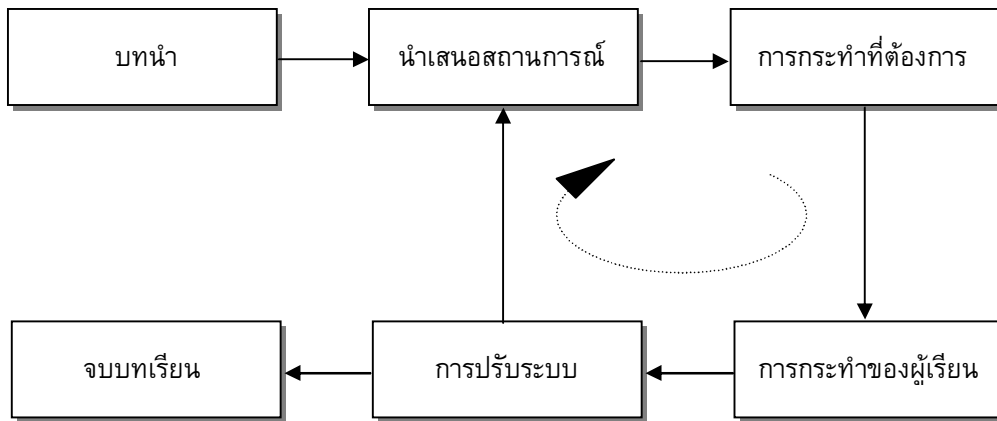 บทนำ
นำเสนอสถานการณ์
การกระทำที่ต้องการ
จบบทเรียน
การปรับระบบ
การกระทำของผู้เรียน